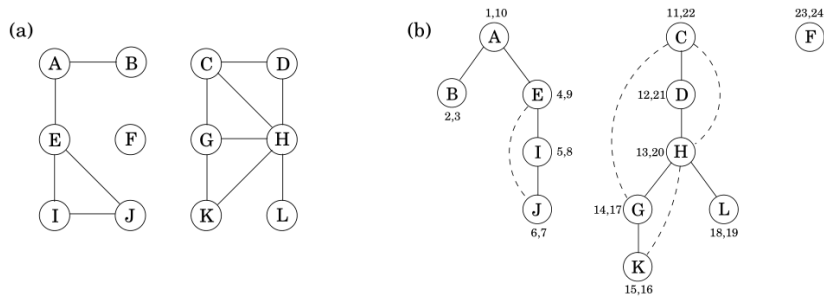 (a)
A B
C D
E F
G H
I J
K L
(b)
1,10
A
B
2,3
E 4,9
I 5,8
J
6,7
11,22
C
12,21 D
13,20 H
14,17 G
L
18,19
K
15,16
23,24
F